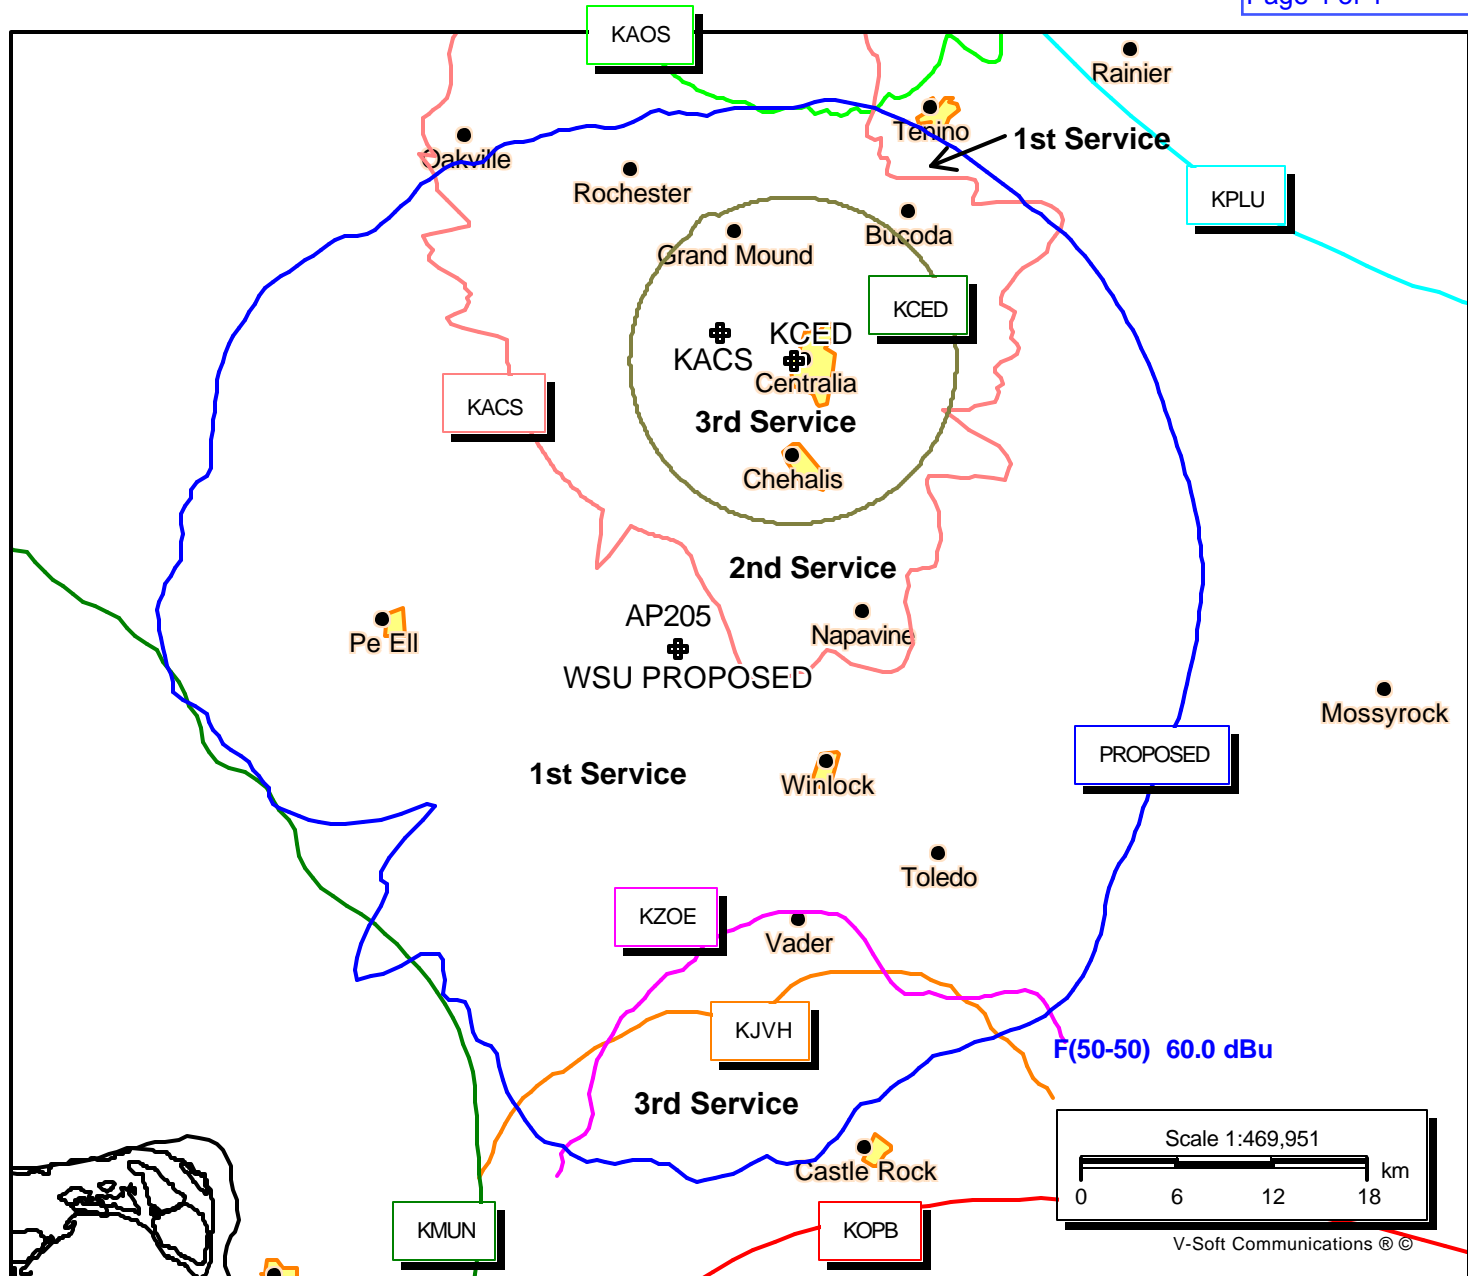 KAOS
Rainier
Tenino
1st Service
Oakville
Rochester
KPLU
Bucoda
Grand Mound
KCED
KCED
KACS
Centralia
KACS
3rd Service
Chehalis
2nd Service
AP205
Napavine
Pe Ell
WSU PROPOSED
Mossyrock
PROPOSED
1st Service
Winlock
Toledo
KZOE
Vader
KJVH
F(50-50) 60.0 dBu
3rd Service
Scale 1:469,951
km
0 6 12 18
Castle Rock
KMUN
KOPB
V-Soft Communications ® ©